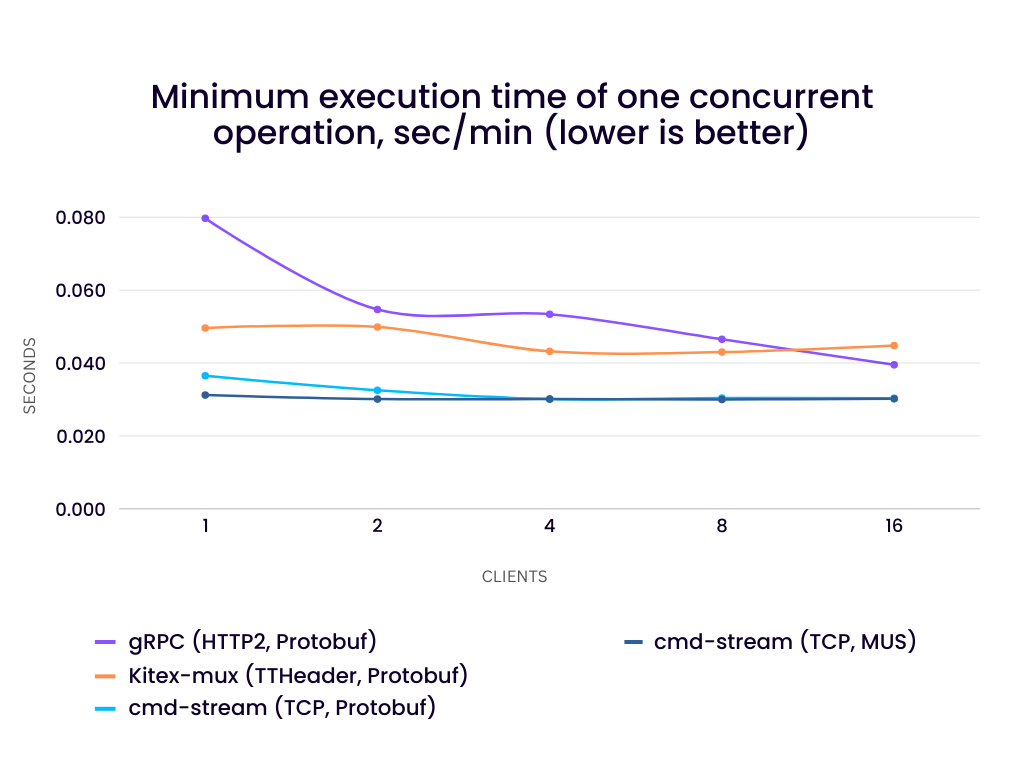 Minimum execution time of one concurrent
operation, sec/min (lower is better)
0.080
0.060
0.040
0.020
0.000
SECONDS
1 2 4 8 16
CLIENTS
gRPC (HTTP2, Protobuf)
Kitex-mux (TTHeader, Protobuf)
cmd-stream (TCP, Protobuf)
cmd-stream (TCP, MUS)